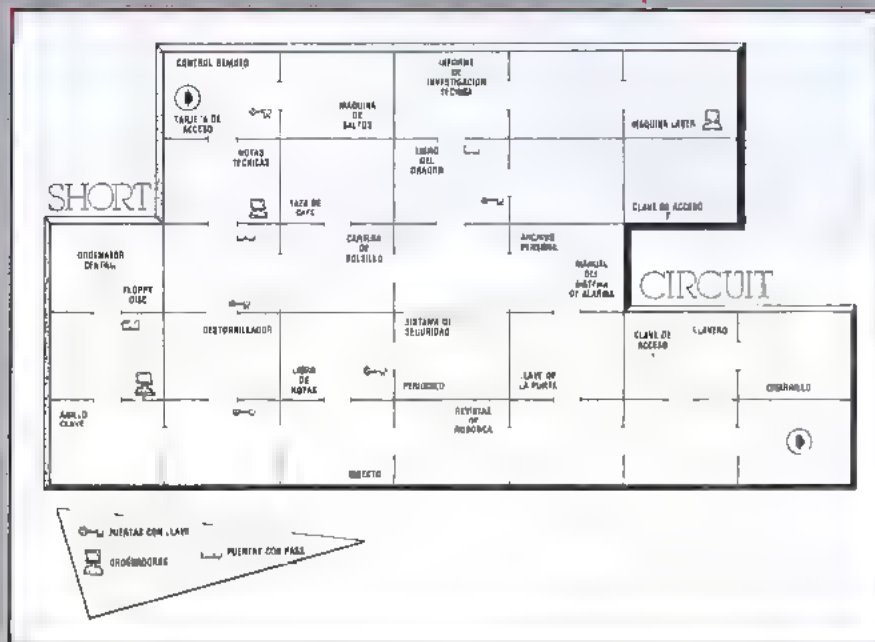 CONTROL REMOTO
TARJETA DE
ACCESO
MAQUINA
DE
SALTOS
INFORME
DE
INVESTIGACION
TECNICA
MAQUINA LASER
NOTAS
TECNICAS
LIBRO
DEL
TAZA DE
CAFE
CLAVE DE ACCESO
SHORT
ORDENADOR
CENTRAL
FLOPPY
DISC
CARTERA
DE
BOLSILLO
ARCHIVO
PERSONAL
MANUAL
DEL
SISTEMA
DE ALARMA
CIRCUIT
DESTORNILLADOR
SISTEMA DE
SEGURIDAD
CLAVE DE
ACCESO
LLAVERO
LIBRO
DE
NOTAS
PERIODICO
LLAVE DE
LA PUERTA
CIGARRILLO
ANILLO
CLAVE
REVISTAS
DE
ROBOTICA
INSECTO
PUERTAS CON LLAVE
ORDENADORES
PUERTAS CON PASS